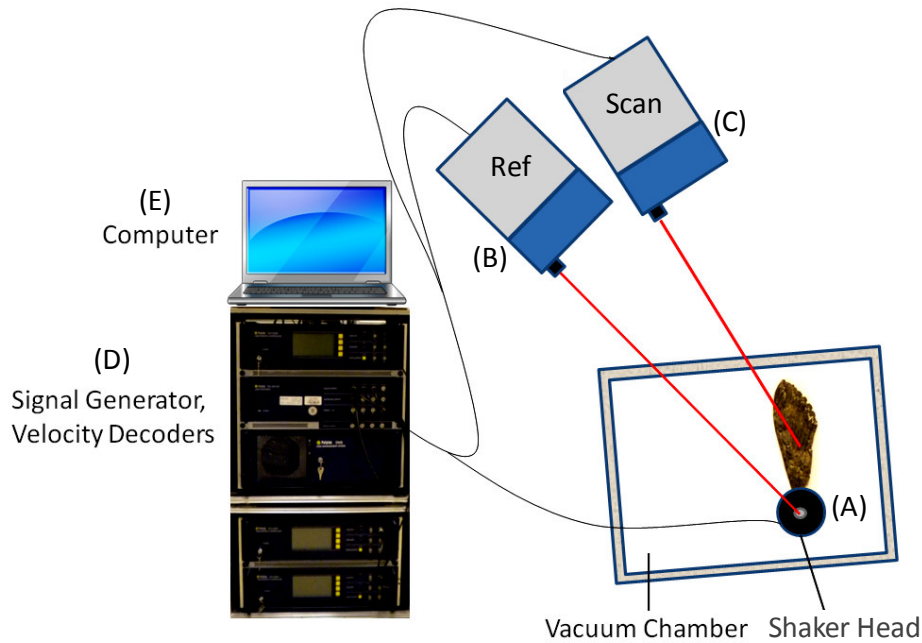 Scan
(C)
Ref
(B)
(E)
Computer
(D)
Signal Generator,
Velocity Decoders
(A)
Vacuum Chamber
Shaker Head